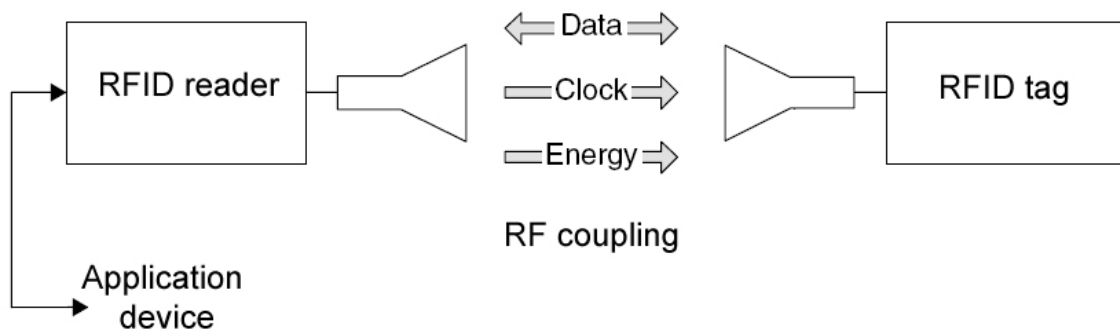 Data
RFID reader
Clock
RFID tag
Energy
RF coupling
Application
device